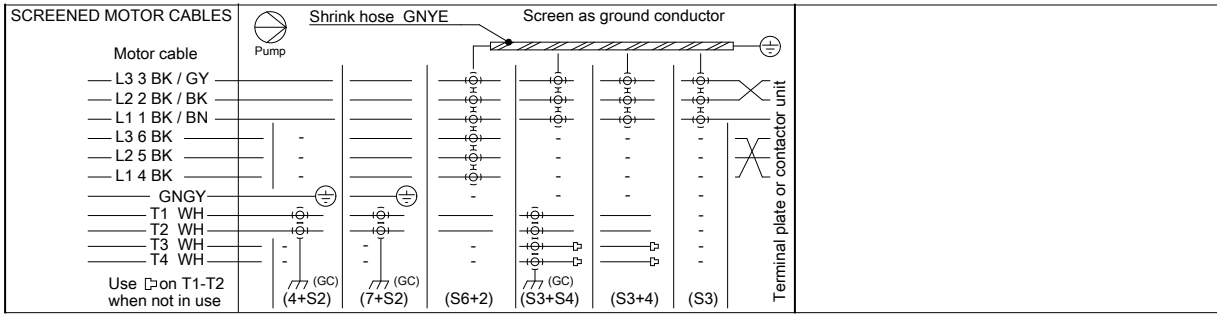 SCREENED MOTOR CABLES
Pump
Shrink hose GNYE
Screen as ground conductor
Motor cable
L3 3 BK / GY
L2 2 BK / BK
L1 1 BK / BN
L3 6 BK - - - -
L2 5 BK - - - -
L1 4 BK - - - -
GNGY - - - -
T1 WH -
T2 WH -
T3 WH - - - -
T4 WH - - - -
Use on T1-T2
when not in use
(GC) (GC) (GC)
(4+S2) (7+S2) (S6+2) (S3+S4) (S3+4) (S3)
Terminal plate or contactor unit